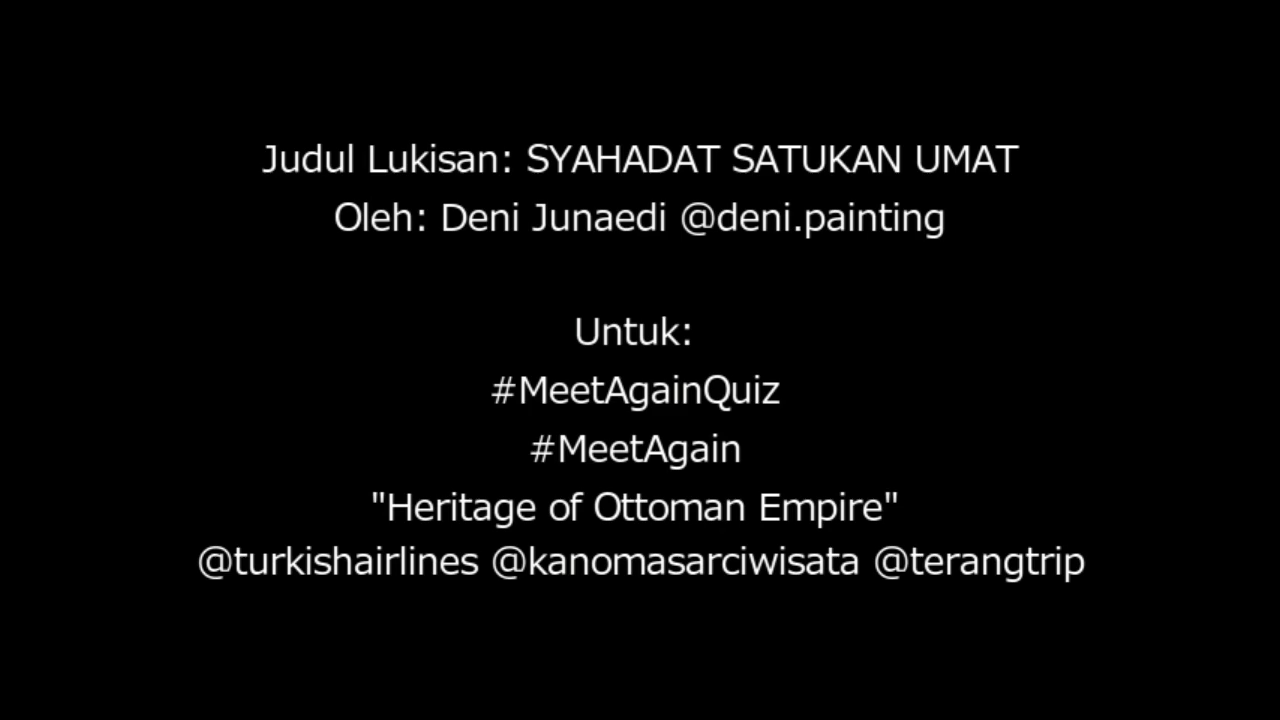 Judul Lukisan: SYAHADAT SATUKAN UMAT
Oleh: Deni Junaedi @deni.painting
Untuk:
#MeetAgainQuiz
#MeetAgain
"Heritage of Ottoman Empire"
@turkishairlines @kanomasarciwisata @terangtrip